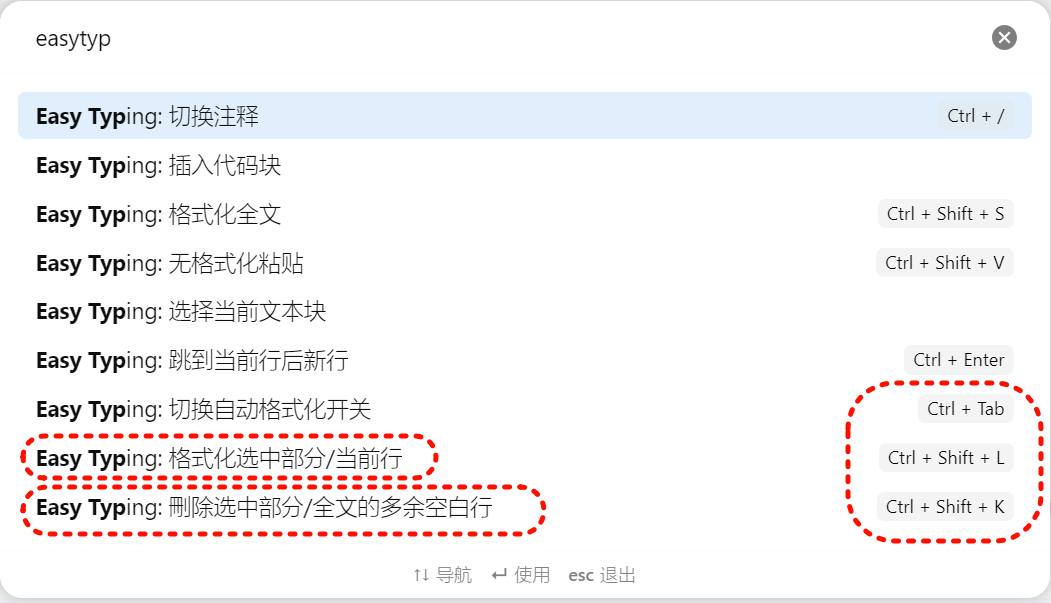 easytyp
Easy Typing: 切换注释 Ctrl + /
Easy Typing: 插入代码块
Easy Typing: 格式化全文 Ctrl + Shift + S
Easy Typing: 无格式化粘贴 Ctrl + Shift + V
Easy Typing: 选择当前文本块
Easy Typing: 跳到当前行后新行 Ctrl + Enter
Easy Typing: 切换自动格式化开关 Ctrl + Tab
Easy Typing: 格式化选中部分/当前行 Ctrl + Shift + L
Easy Typing: 刪除选中部分/全文的多余空白行 Ctrl + Shift + K
↑↓ 导航 ↵ 使用 esc 退出